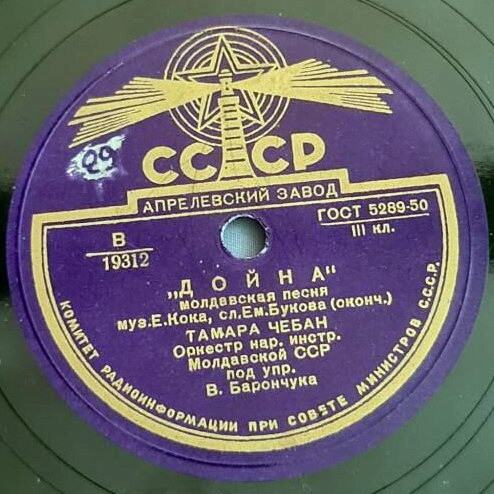 29
СССР
АПРЕЛЕВСКИЙ ЗАВОД
В
19312
ГОСТ 5289-50
III кл.
„ДОЙНА"
молдавская песня
муз.Е.Кока, сл.Ем.Букова (оконч.)
ТАМАРА ЧЕБАН
Оркестр нар. инстр.
Молдавской ССР
под упр.
В. Барончука
КОМИТЕТ РАДИОИНФОРМАЦИИ ПРИ СОВЕТЕ МИНИСТРОВ С.С.С.Р.